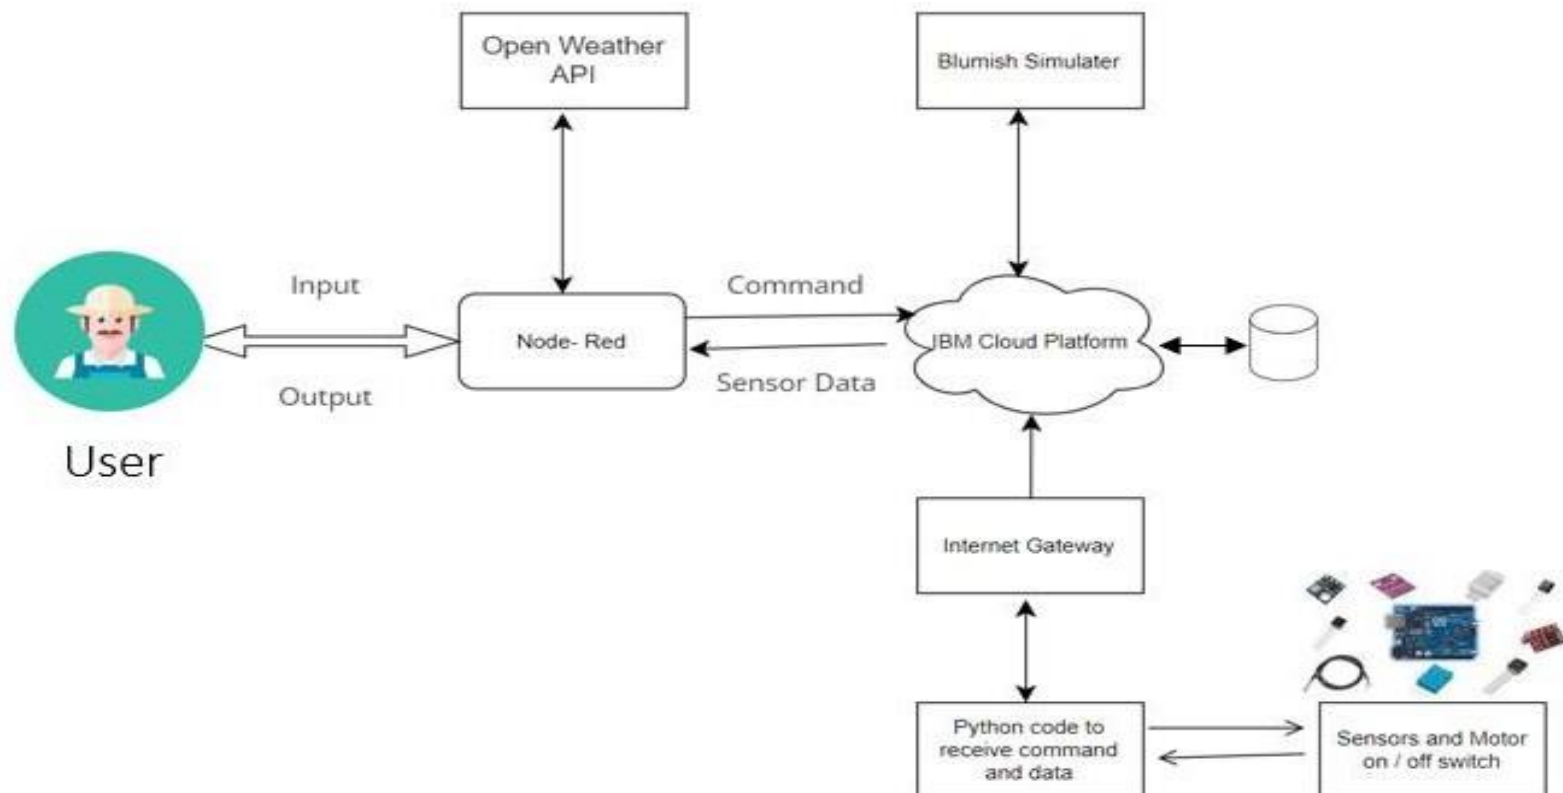 Open Weather
API
Blumish Simulater
Input
Command
Node- Red
IBM Cloud Platform
Output
Sensor Data
User
Internet Gateway
Python code to
receive command
and data
Sensors and Motor
on / off switch